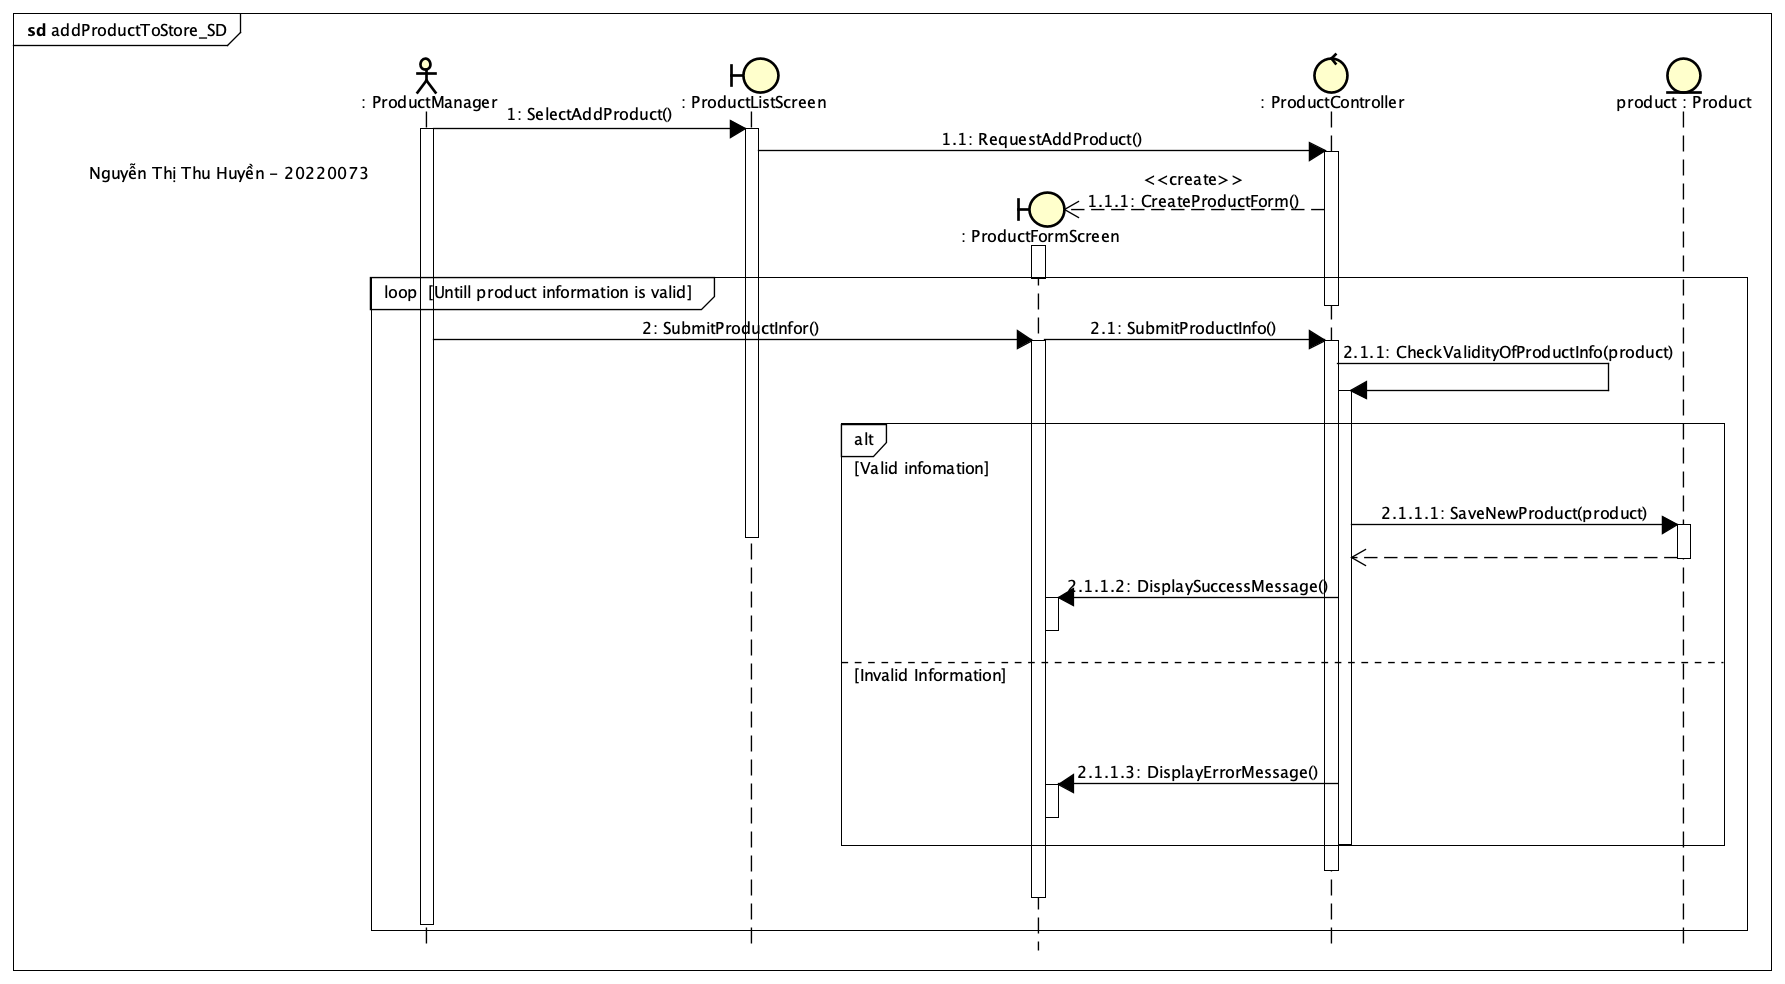 sd addProductToStore_SD
: ProductManager
: ProductListScreen
: ProductController
product : Product
1: SelectAddProduct()
1.1: RequestAddProduct()
Nguyễn Thị Thu Huyền - 20220073
<<create>>
1.1.1: CreateProductForm()
: ProductFormScreen
loop [Untill product information is valid]
2: SubmitProductInfor()
2.1: SubmitProductInfo()
2.1.1: CheckValidityOfProductInfo(product)
alt
[Valid infomation]
2.1.1.1: SaveNewProduct(product)
2.1.1.2: DisplaySuccessMessage()
[Invalid Information]
2.1.1.3: DisplayErrorMessage()